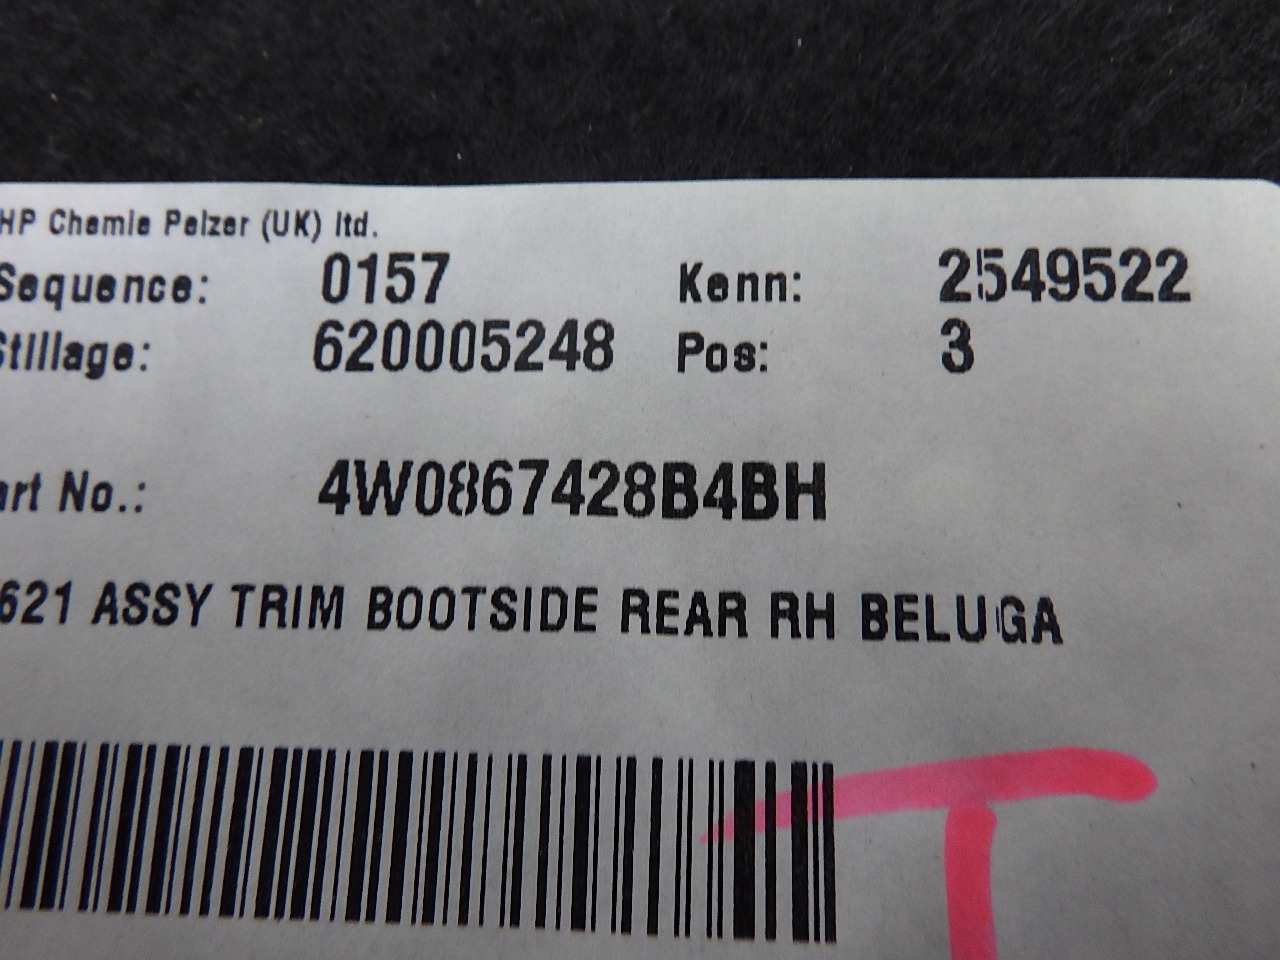 HP Chemie Pelzer (UK) ltd.
Sequence: 0157 Kenn: 2549522
Stillage: 620005248 Pos: 3
art No.: 4W0867428B4BH
621 ASSY TRIM BOOTSIDE REAR RH BELUGA
T